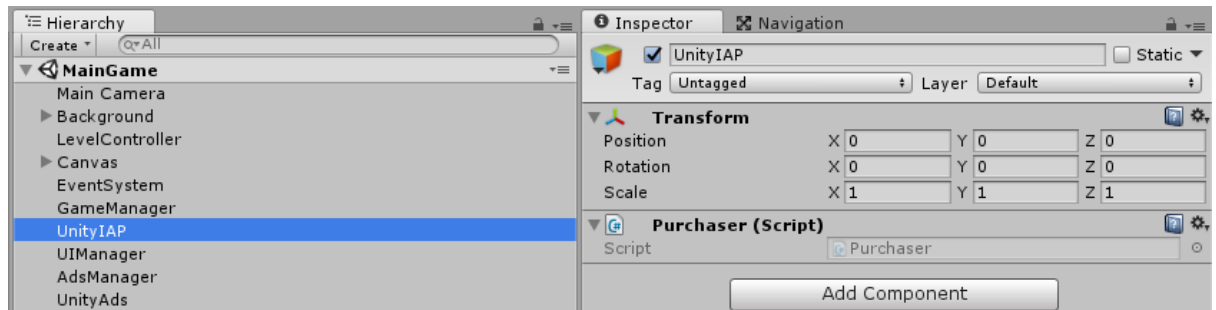 Hierarchy
Create All
MainGame
Main Camera
Background
LevelController
Canvas
EventSystem
GameManager
UnityIAP
UIManager
AdsManager
UnityAds
Inspector Navigation
UnityIAP Static
Tag Untagged Layer Default
Transform
Position X 0 Y 0 Z 0
Rotation X 0 Y 0 Z 0
Scale X 1 Y 1 Z 1
Purchaser (Script)
Script Purchaser
Add Component